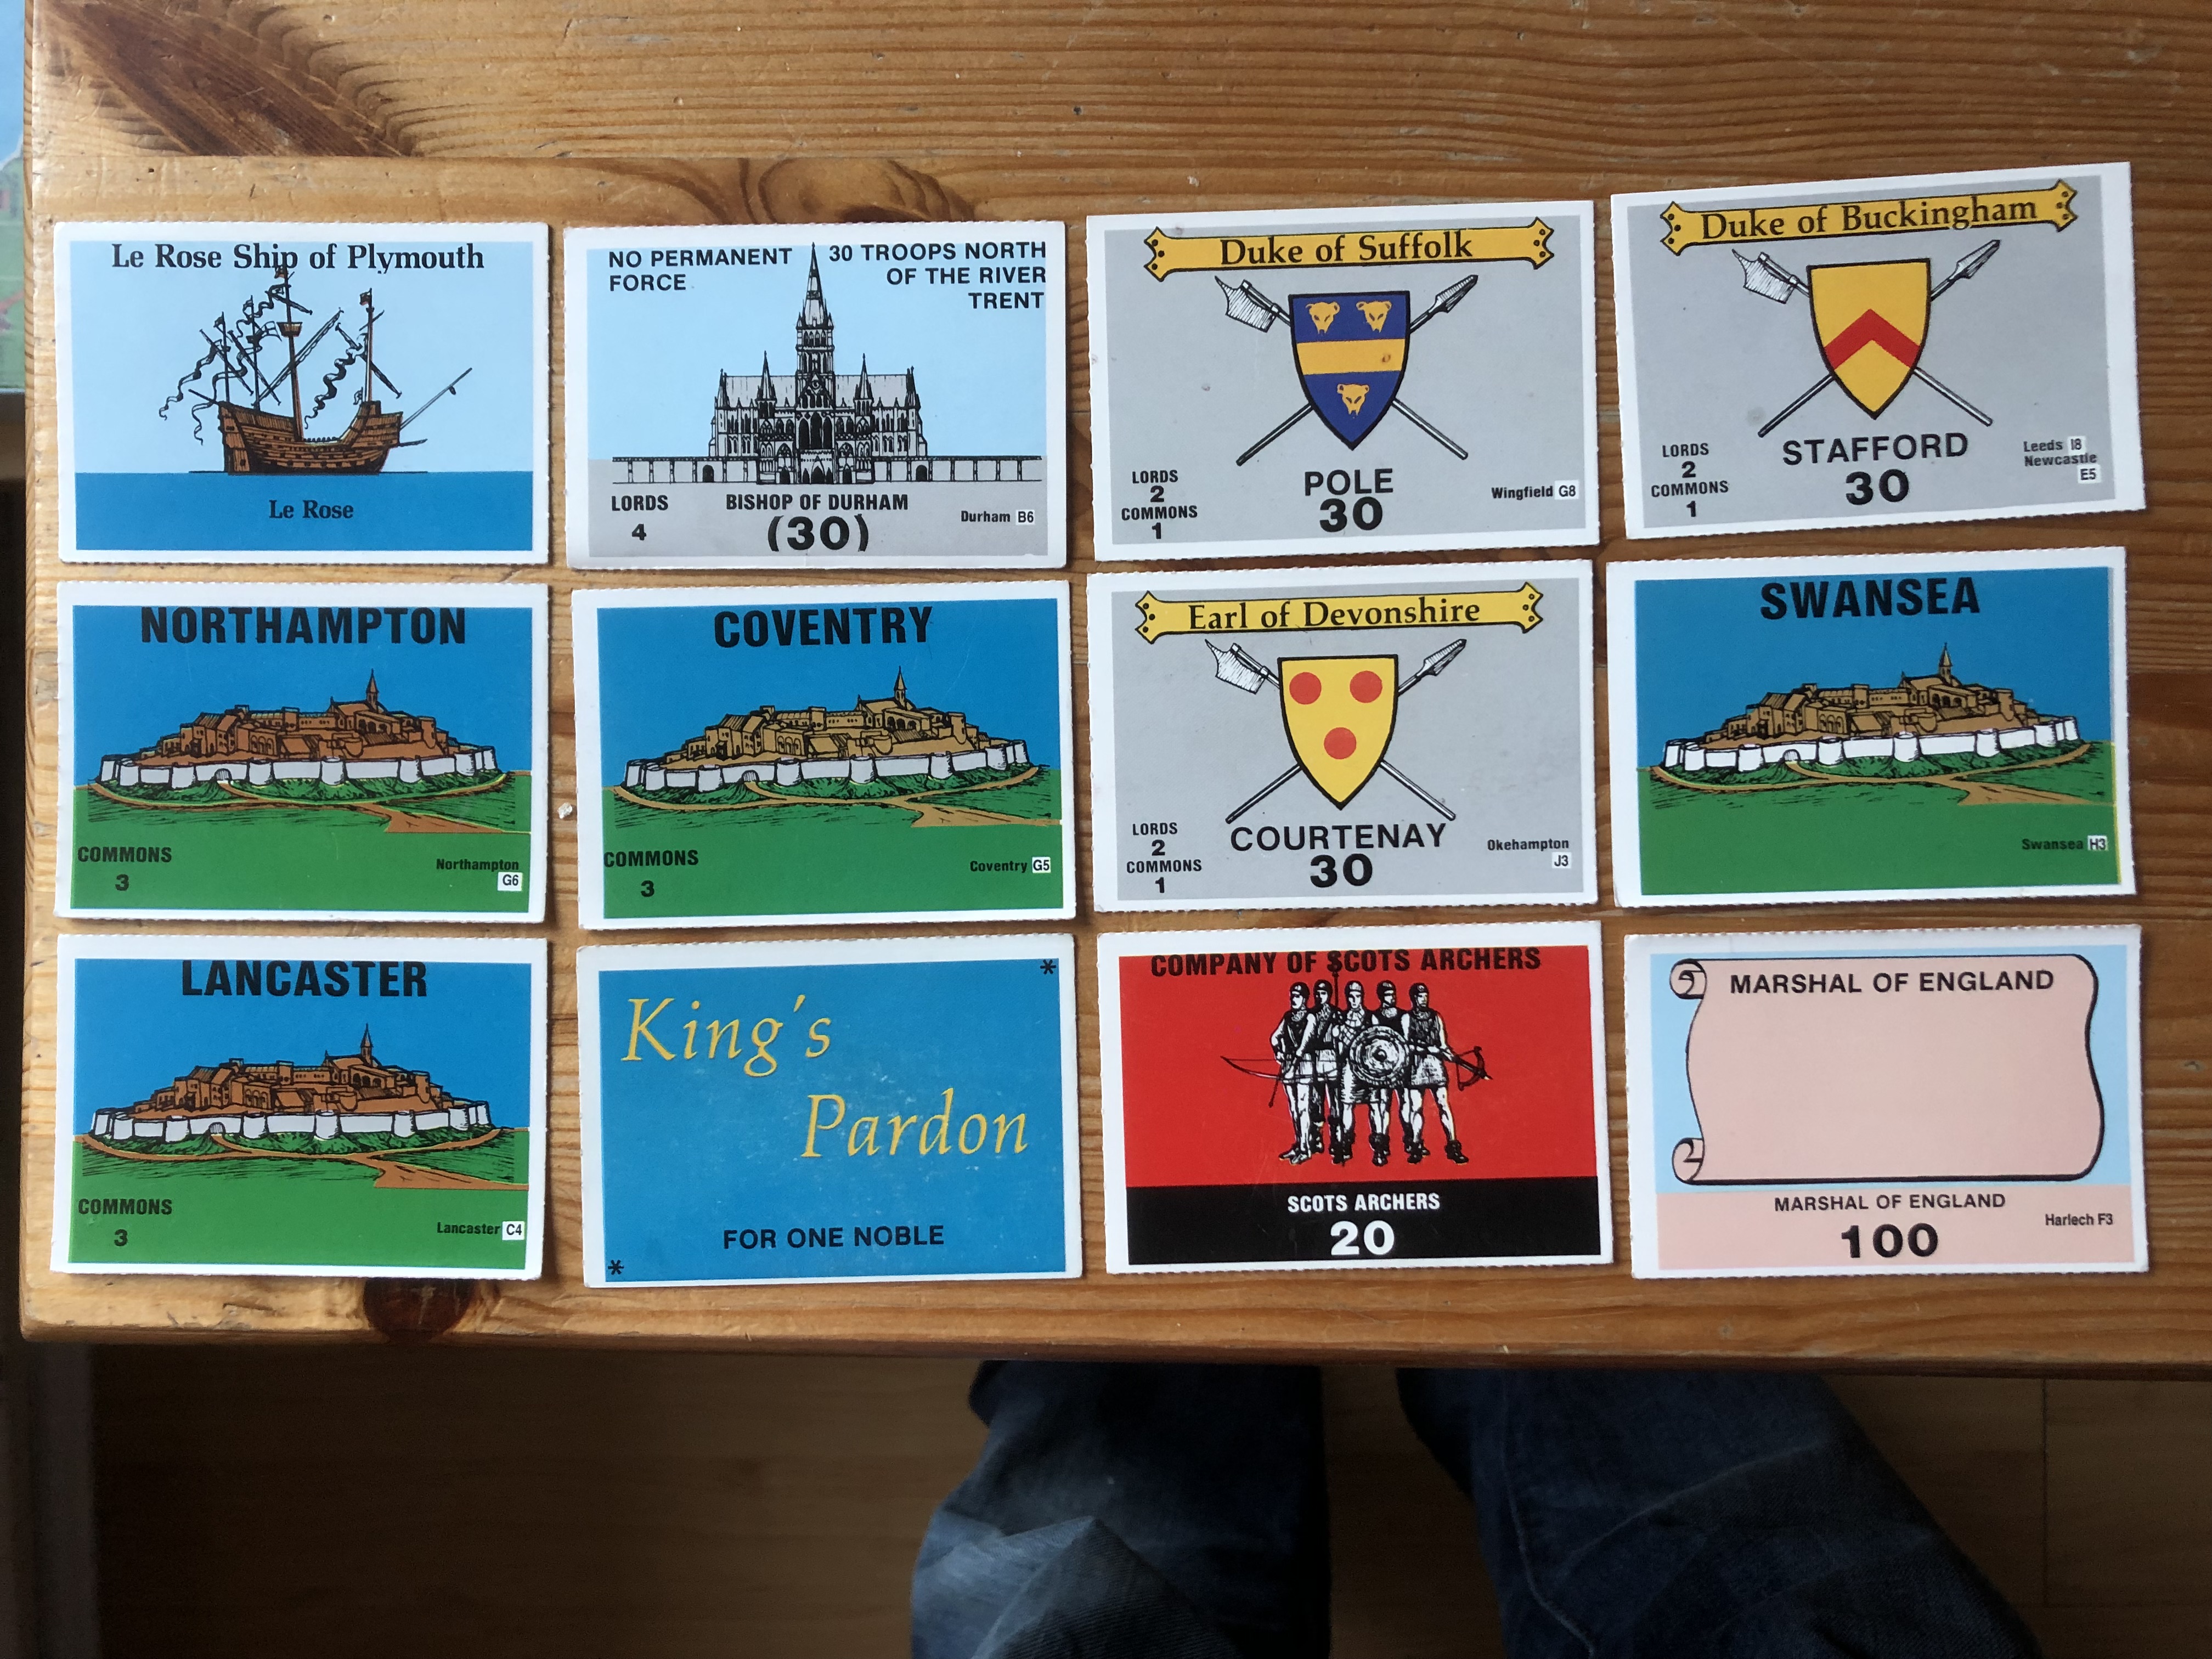 Le Rose Ship of Plymouth
Le Rose
NO PERMANENT
FORCE
30 TROOPS NORTH
OF THE RIVER
TRENT
LORDS
4
BISHOP OF DURHAM
(30)
Durham B6
Duke of Suffolk
LORDS
2
COMMONS
1
POLE
30
Wingfield G8
Duke of Buckingham
LORDS
2
COMMONS
1
STAFFORD
30
Leeds I8
Newcastle
E5
NORTHAMPTON
COMMONS
3
Northampton
G6
COVENTRY
COMMONS
3
Coventry G5
Earl of Devonshire
LORDS
2
COMMONS
1
COURTENAY
30
Okehampton
J3
SWANSEA
Swansea H3
LANCASTER
COMMONS
3
Lancaster C4
*
King's
Pardon
FOR ONE NOBLE
*
COMPANY OF SCOTS ARCHERS
SCOTS ARCHERS
20
MARSHAL OF ENGLAND
MARSHAL OF ENGLAND
100
Harlech F3